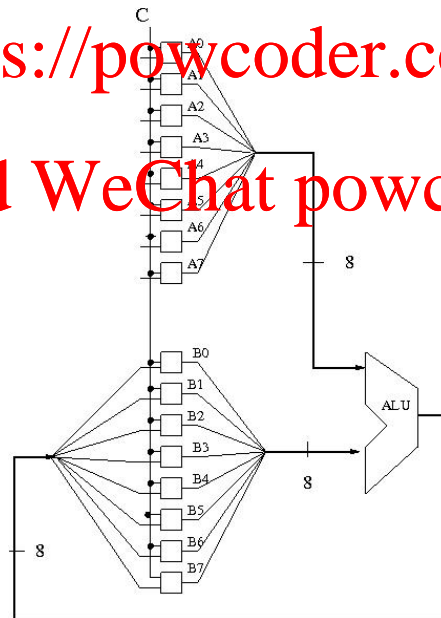 C
A0
s://powcoder.co
A1
A2
A3
A4
d WeChat powc
A5
A6
A7
8
B0
B1
ALU
B2
B3
B4
8
B5
8
B6
B7